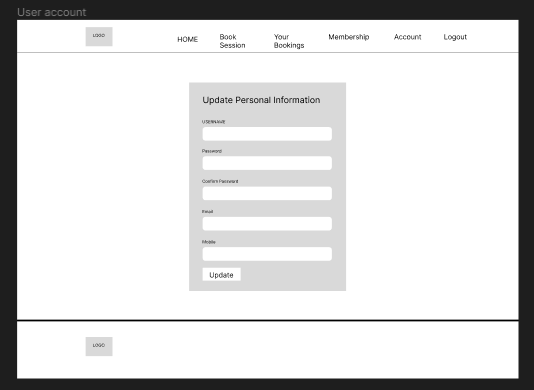 User account
LOGO
HOME
Book
Session
Your
Bookings
Membership
Account
Logout
Update Personal Information
USERNAME
Password
Confirm Password
Email
Mobile
Update
LOGO